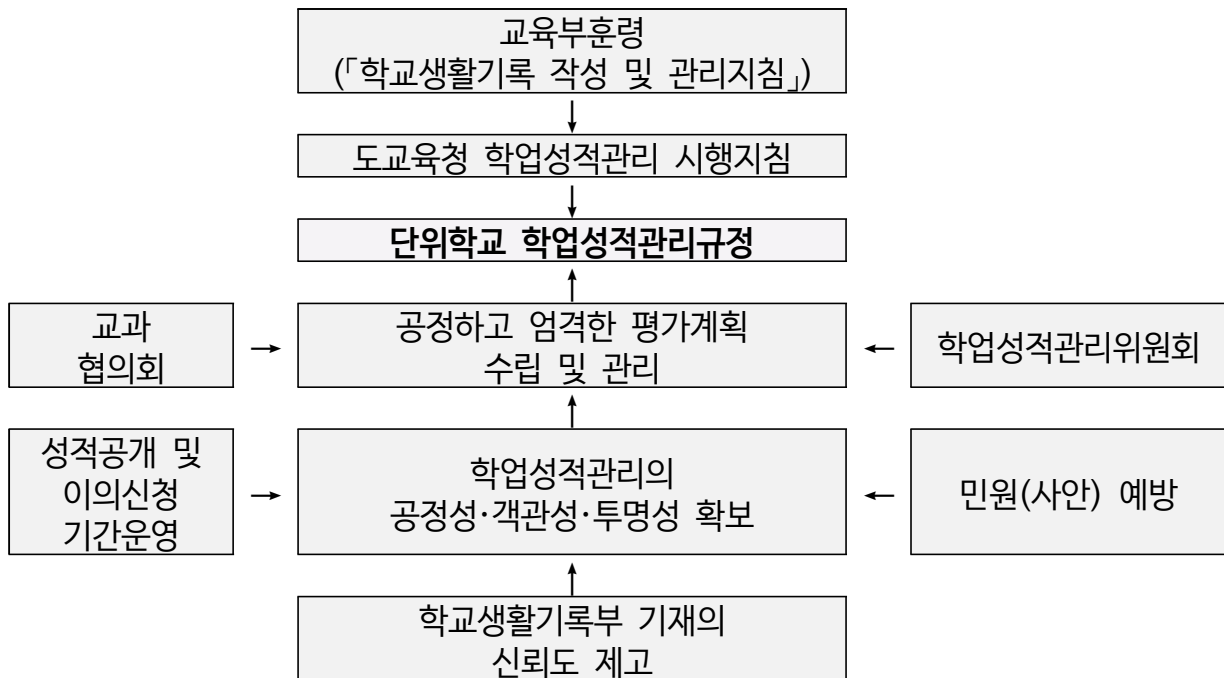 교육부훈령
(「학교생활기록 작성 및 관리지침」)
도교육청 학업성적관리 시행지침
단위학교 학업성적관리규정
교과
협의회
공정하고 엄격한 평가계획
수립 및 관리
학업성적관리위원회
성적공개 및
이의신청
기간운영
학업성적관리의
공정성·객관성·투명성 확보
민원(사안) 예방
학교생활기록부 기재의
신뢰도 제고